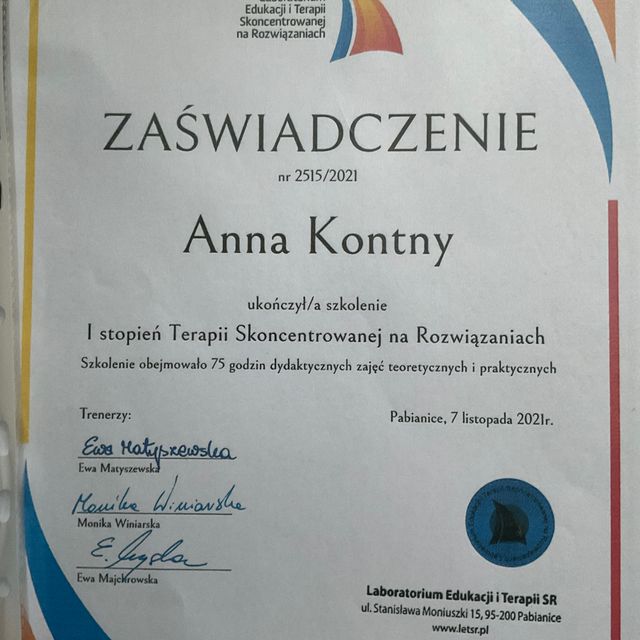 Laboratorium
Edukacji i Terapii
Skoncentrowanej
na Rozwiązaniach
ZAŚWIADCZENIE
nr 2515/2021
Anna Kontny
ukończył/a szkolenie
I stopień Terapii Skoncentrowanej na Rozwiązaniach
Szkolenie obejmowało 75 godzin dydaktycznych zajęć teoretycznych i praktycznych
Trenerzy:
Pabianice, 7 listopada 2021r.
Ewa Matyszewska
Ewa Matyszewska
Monika Winiarska
Monika Winiarska
Ewa Majchrowska
Laboratorium Edukacji i Terapii SR
ul. Stanisława Moniuszki 15, 95-200 Pabianice
www.letsr.pl